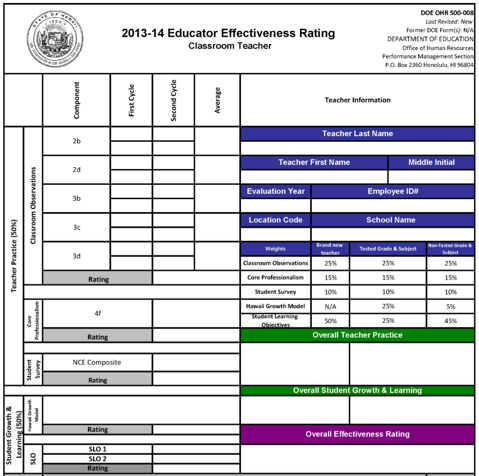 DOE OHR 500-008
Last Revised: New
Former DOE Form(s): N/A
DEPARTMENT OF EDUCATION
Office of Human Resources
Performance Management Section
P.O. Box 2360 Honolulu, HI 96804
2013-14 Educator Effectiveness Rating
Classroom Teacher
Component
First Cycle
Second Cycle
Average
Teacher Information
Teacher Practice (50%)
Classroom Observations
2b
2d
3b
3c
3d
Rating
Core Professionalism
4f
Rating
Student Survey
NCE Composite
Rating
Student Growth & Learning (50%)
Hawaii Growth Model
Rating
SLO
SLO 1
SLO 2
Rating
Teacher Last Name
Teacher First Name Middle Initial
Evaluation Year Employee ID#
Location Code School Name
Weights Brand new teacher Tested Grade & Subject Non-Tested Grade & Subject
Classroom Observations 25% 25% 25%
Core Professionalism 15% 15% 15%
Student Survey 10% 10% 10%
Hawaii Growth Model N/A 25% 5%
Student Learning Objectives 50% 25% 45%
Overall Teacher Practice
Overall Student Growth & Learning
Overall Effectiveness Rating